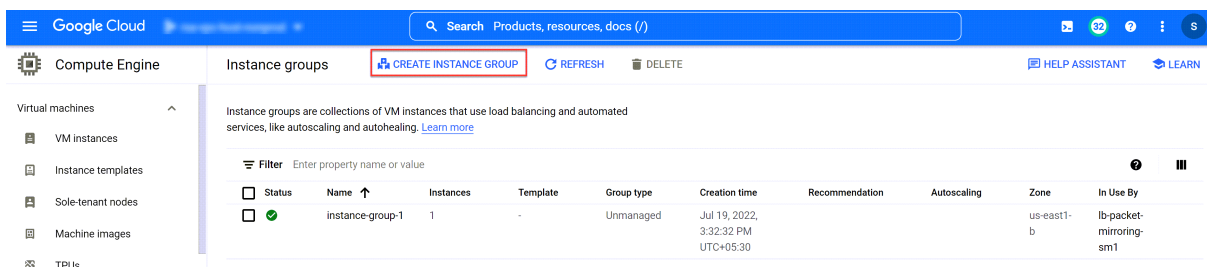 Google Cloud
Search Products, resources, docs (/)
32
S
Compute Engine
Instance groups
CREATE INSTANCE GROUP
REFRESH
DELETE
HELP ASSISTANT
LEARN
Virtual machines
VM instances
Instance templates
Sole-tenant nodes
Machine images
TPUs
Instance groups are collections of VM instances that use load balancing and automated
services, like autoscaling and autohealing. Learn more
Filter Enter property name or value
Status Name Instances Template Group type Creation time Recommendation Autoscaling Zone In Use By
instance-group-1 1 - Unmanaged Jul 19, 2022, us-east1- lb-packet-
3:32:32 PM b mirroring-
UTC+05:30 sm1